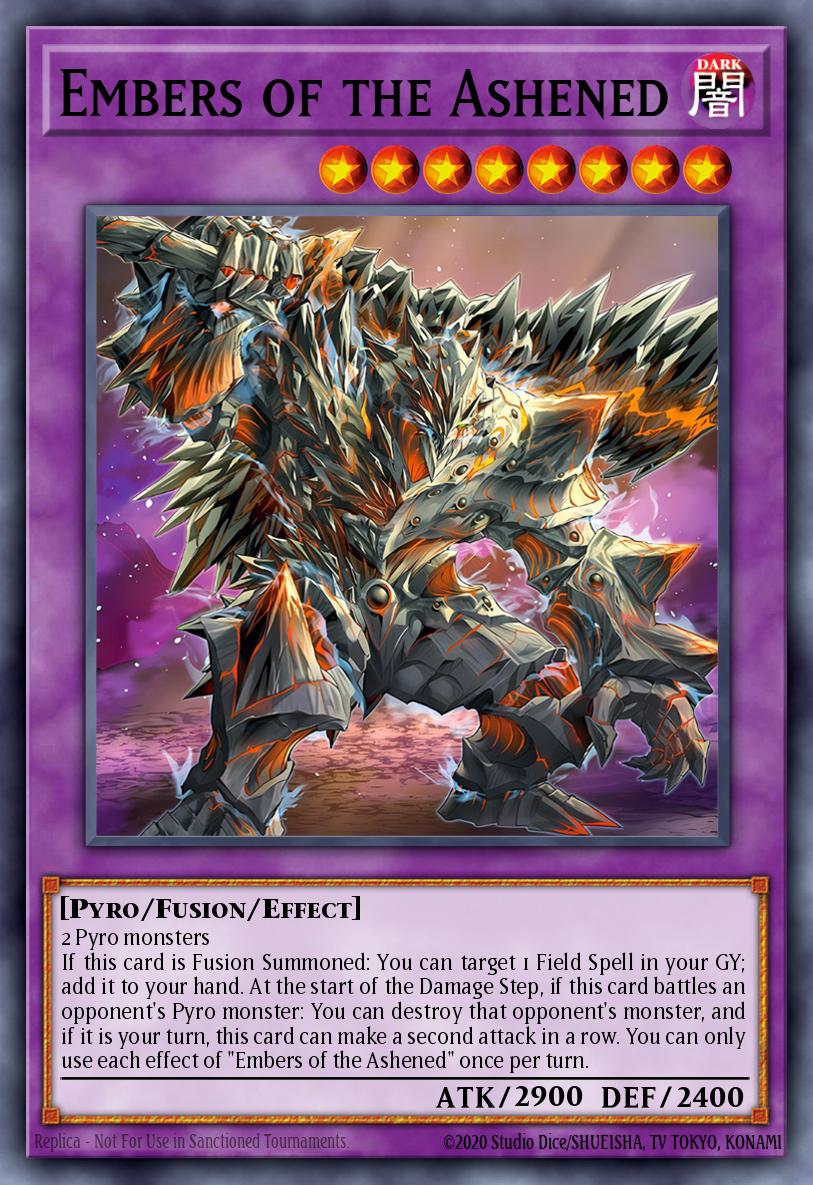 Embers of the Ashened
DARK
闇
[Pyro/Fusion/Effect]
2 Pyro monsters
If this card is Fusion Summoned: You can target 1 Field Spell in your GY;
add it to your hand. At the start of the Damage Step, if this card battles an
opponent's Pyro monster: You can destroy that opponent's monster, and
if it is your turn, this card can make a second attack in a row. You can only
use each effect of "Embers of the Ashened" once per turn.
ATK/2900 DEF/2400
Replica - Not For Use in Sanctioned Tournaments.
©2020 Studio Dice/SHUEISHA, TV TOKYO, KONAMI